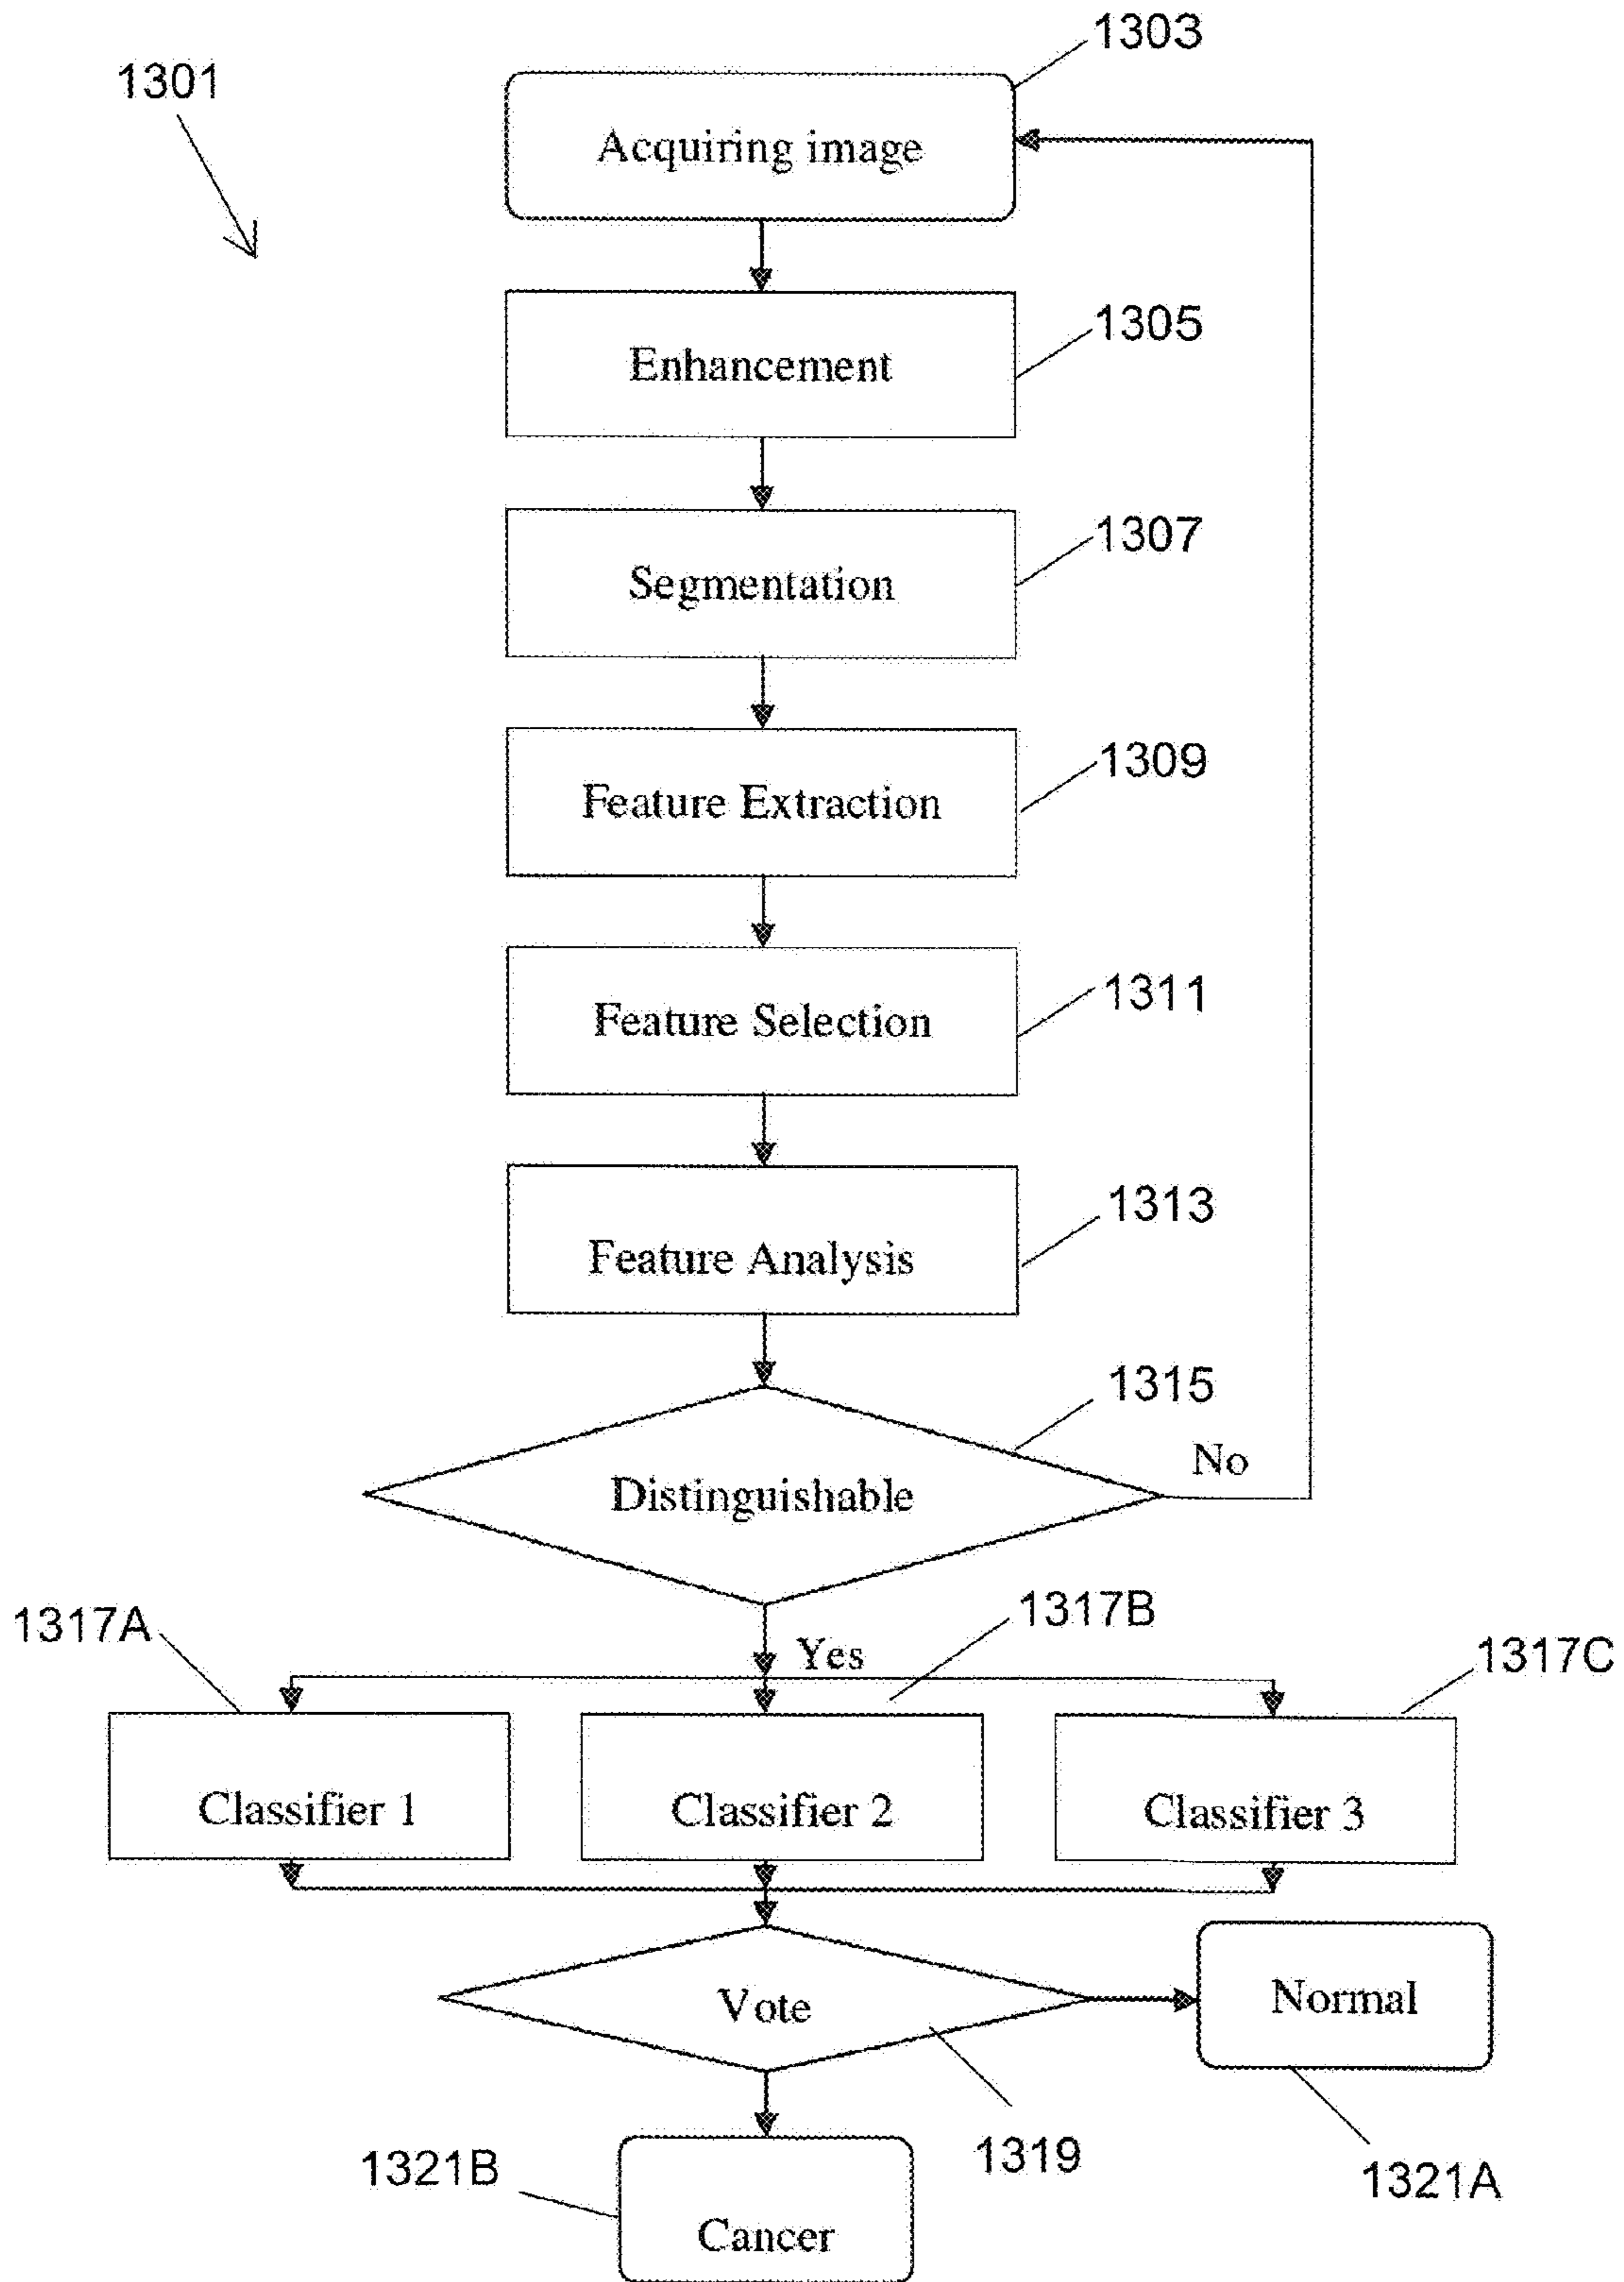 1303
1301
Acquiring image
1305
Enhancement
1307
Segmentation
1309
Feature Extraction
1311
Feature Selection
1313
Feature Analysis
1315
No
Distinguishable
1317A
1317B
Yes
1317C
Classifier 1
Classifier 2
Classifier 3
Normal
Vote
1319
1321A
1321B
Cancer